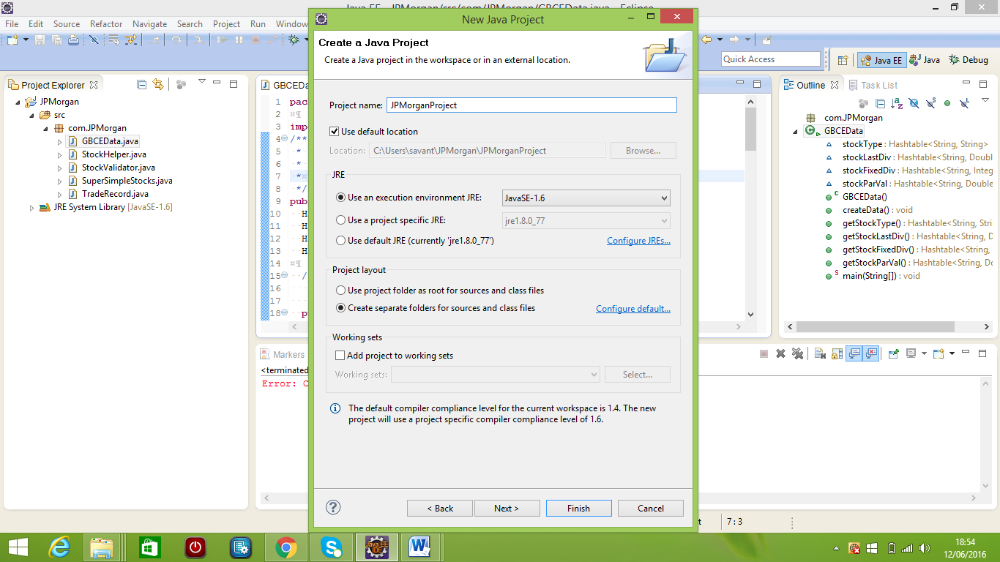 Java EE - JPMorgan/src/com/JPMorgan/GBCEData.java - Eclipse
File Edit Source Refactor Navigate Search Project Run Window
Quick Access
Java EE
Java
Debug
Project Explorer
JPMorgan
src
com.JPMorgan
GBCEData.java
StockHelper.java
StockValidator.java
SuperSimpleStocks.java
TradeRecord.java
JRE System Library [JavaSE-1.6]
GBCED
1 pack
2 ¤¶
3 impo
4 /**
5 *
6 *
7 *¤
8 */
9 pub
10 H
11 H
12 H
13 H
14 ¤¶
15 /
16
17
18 p
Markers
<terminated
Error: C
New Java Project
Create a Java Project
Create a Java project in the workspace or in an external location.
Project name: JPMorganProject
Use default location
Location: C:\Users\savant\JPMorgan\JPMorganProject Browse...
JRE
Use an execution environment JRE: JavaSE-1.6
Use a project specific JRE: jre1.8.0_77
Use default JRE (currently 'jre1.8.0_77') Configure JREs...
Project layout
Use project folder as root for sources and class files
Create separate folders for sources and class files Configure default...
Working sets
Add project to working sets
Working sets: Select...
The default compiler compliance level for the current workspace is 1.4. The new
project will use a project specific compiler compliance level of 1.6.
? < Back Next > Finish Cancel
Outline Task List
com.JPMorgan
GBCEData
stockType : Hashtable<String, String>
stockLastDiv : Hashtable<String, Doubl
stockFixedDiv : Hashtable<String, Integ
stockParVal : Hashtable<String, Double
GBCEData()
createData() : void
getStockType() : Hashtable<String, Stri
getStockLastDiv() : Hashtable<String, D
getStockFixedDiv() : Hashtable<String,
getStockParVal() : Hashtable<String, Do
main(String[]) : void
t 7 : 3
Java EE
IDE
18:54
12/06/2016